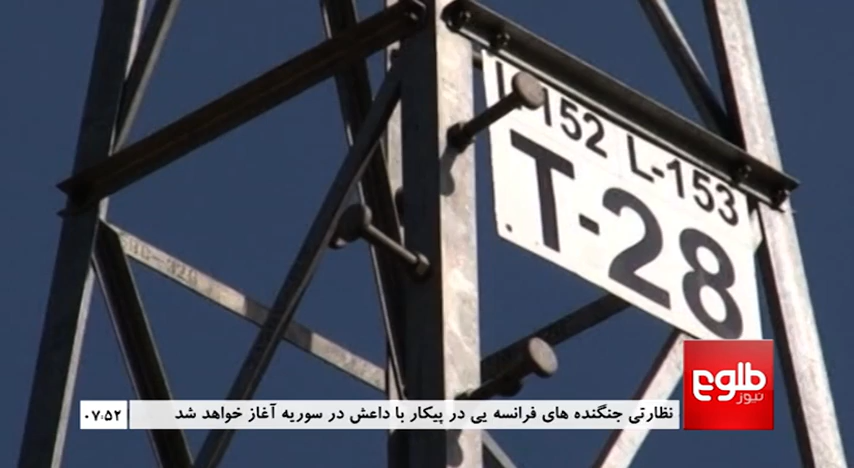 152 L-153
T-28
طلوع
نیوز
نظارتی جنگنده های فرانسه یی در پیکار با داعش در سوریه آغاز خواهد شد
۰۷:۵۲